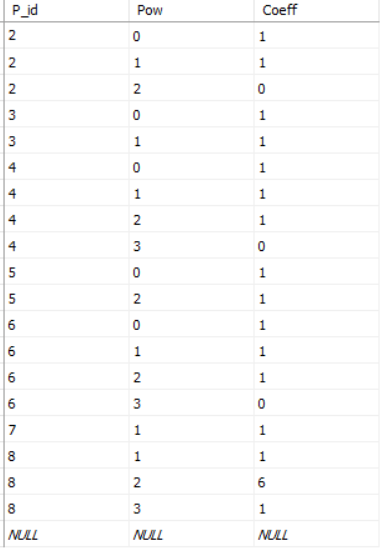 P_id Pow Coeff
2 0 1
2 1 1
2 2 0
3 0 1
3 1 1
4 0 1
4 1 1
4 2 1
4 3 0
5 0 1
5 2 1
6 0 1
6 1 1
6 2 1
6 3 0
7 1 1
8 1 1
8 2 6
8 3 1
NULL NULL NULL